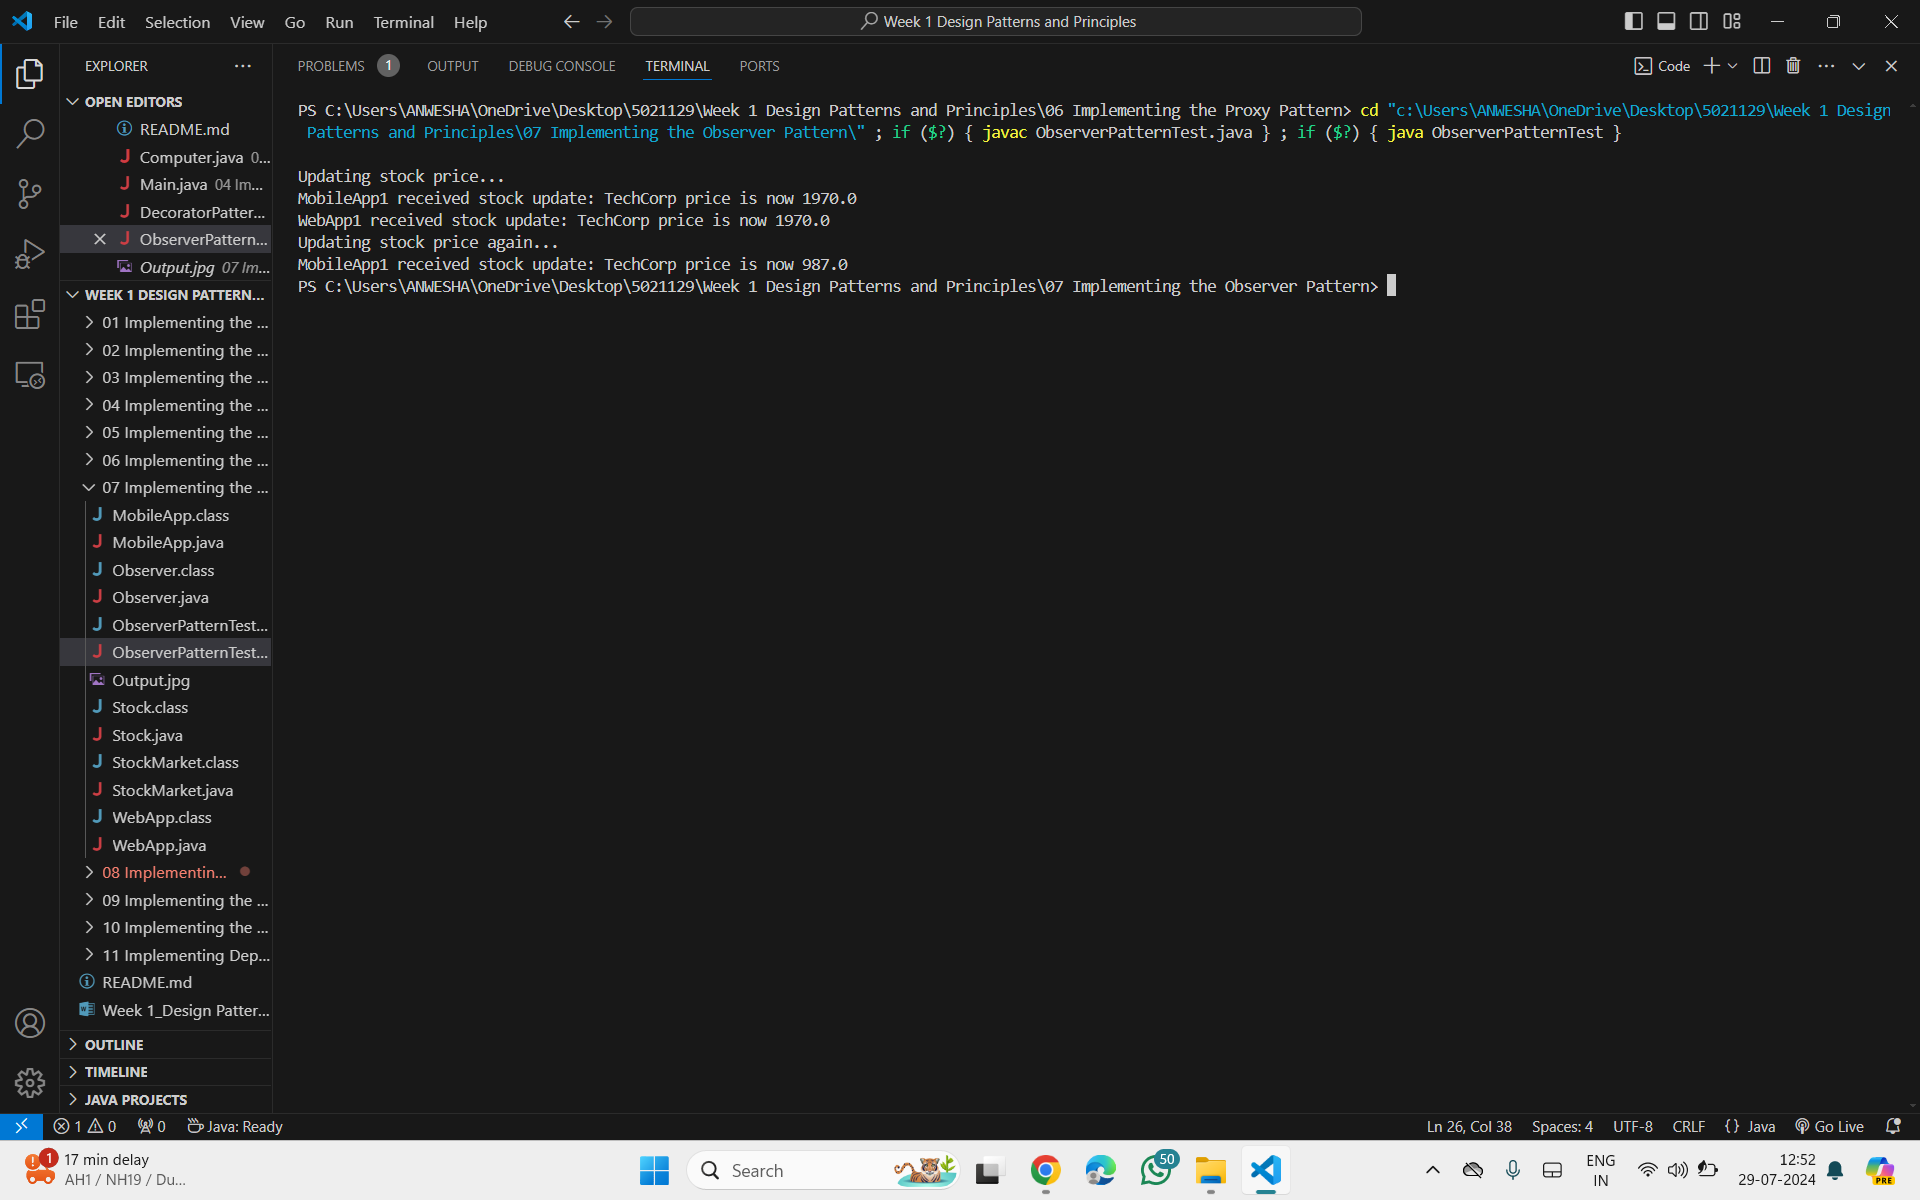 File Edit Selection View Go Run Terminal Help
Week 1 Design Patterns and Principles
EXPLORER
OPEN EDITORS
README.md
Computer.java 0...
Main.java 04 Im...
DecoratorPatter...
ObserverPattern...
Output.jpg 07 Im...
WEEK 1 DESIGN PATTERN...
01 Implementing the ...
02 Implementing the ...
03 Implementing the ...
04 Implementing the ...
05 Implementing the ...
06 Implementing the ...
07 Implementing the ...
MobileApp.class
MobileApp.java
Observer.class
Observer.java
ObserverPatternTest...
ObserverPatternTest...
Output.jpg
Stock.class
Stock.java
StockMarket.class
StockMarket.java
WebApp.class
WebApp.java
08 Implementin...
09 Implementing the ...
10 Implementing the ...
11 Implementing Dep...
README.md
Week 1_Design Patter...
OUTLINE
TIMELINE
JAVA PROJECTS
PROBLEMS 1 OUTPUT DEBUG CONSOLE TERMINAL PORTS
Code
PS C:\Users\ANWESHA\OneDrive\Desktop\5021129\Week 1 Design Patterns and Principles\06 Implementing the Proxy Pattern> cd "c:\Users\ANWESHA\OneDrive\Desktop\5021129\Week 1 Design
Patterns and Principles\07 Implementing the Observer Pattern\" ; if ($?) { javac ObserverPatternTest.java } ; if ($?) { java ObserverPatternTest }
Updating stock price...
MobileApp1 received stock update: TechCorp price is now 1970.0
WebApp1 received stock update: TechCorp price is now 1970.0
Updating stock price again...
MobileApp1 received stock update: TechCorp price is now 987.0
PS C:\Users\ANWESHA\OneDrive\Desktop\5021129\Week 1 Design Patterns and Principles\07 Implementing the Observer Pattern>
1 0 0 Java: Ready
Ln 26, Col 38 Spaces: 4 UTF-8 CRLF {} Java Go Live
1
17 min delay
AH1 / NH19 / Du...
Search
50
ENG
IN
12:52
29-07-2024
PRE